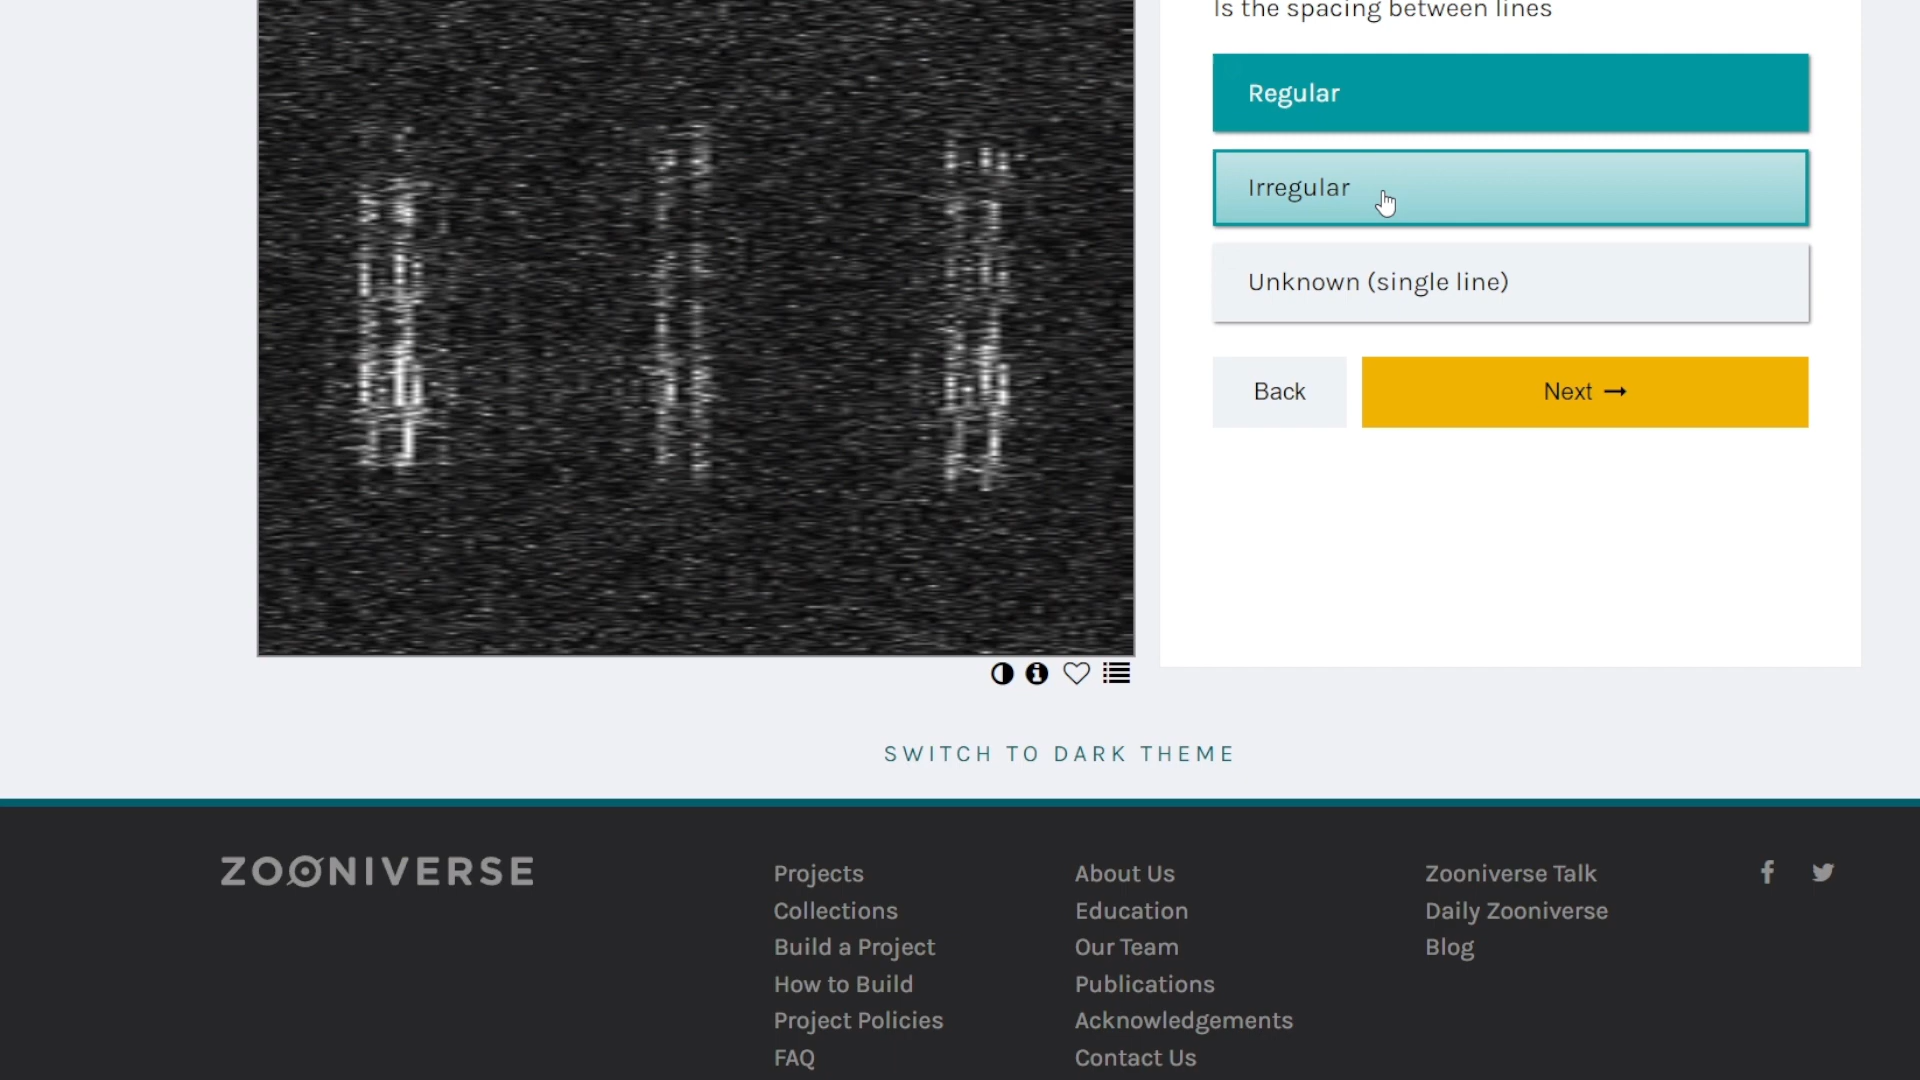 Is the spacing between lines
Regular
Irregular
Unknown (single line)
Back
Next →
SWITCH TO DARK THEME
ZOONIVERSE
Projects
Collections
Build a Project
How to Build
Project Policies
FAQ
About Us
Education
Our Team
Publications
Acknowledgements
Contact Us
Zooniverse Talk
Daily Zooniverse
Blog